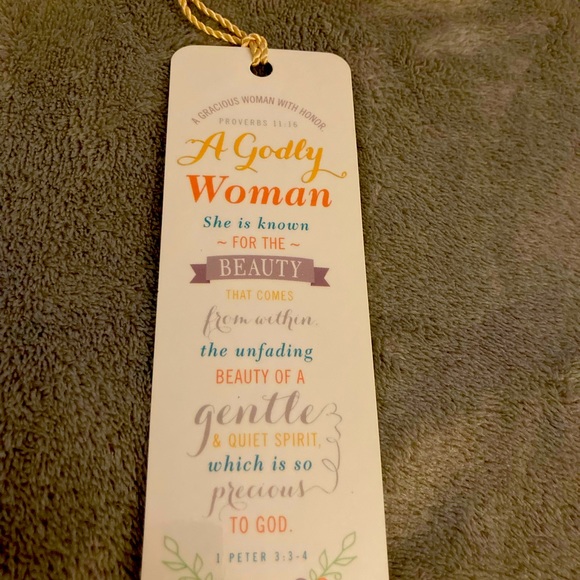 A GRACIOUS WOMAN WITH HONOR.
PROVERBS 11:16
A Godly
Woman
She is known
~ FOR THE ~
BEAUTY
THAT COMES
from within,
the unfading
BEAUTY OF A
gentle
& QUIET SPIRIT,
which is so
precious
TO GOD.
1 PETER 3:3-4